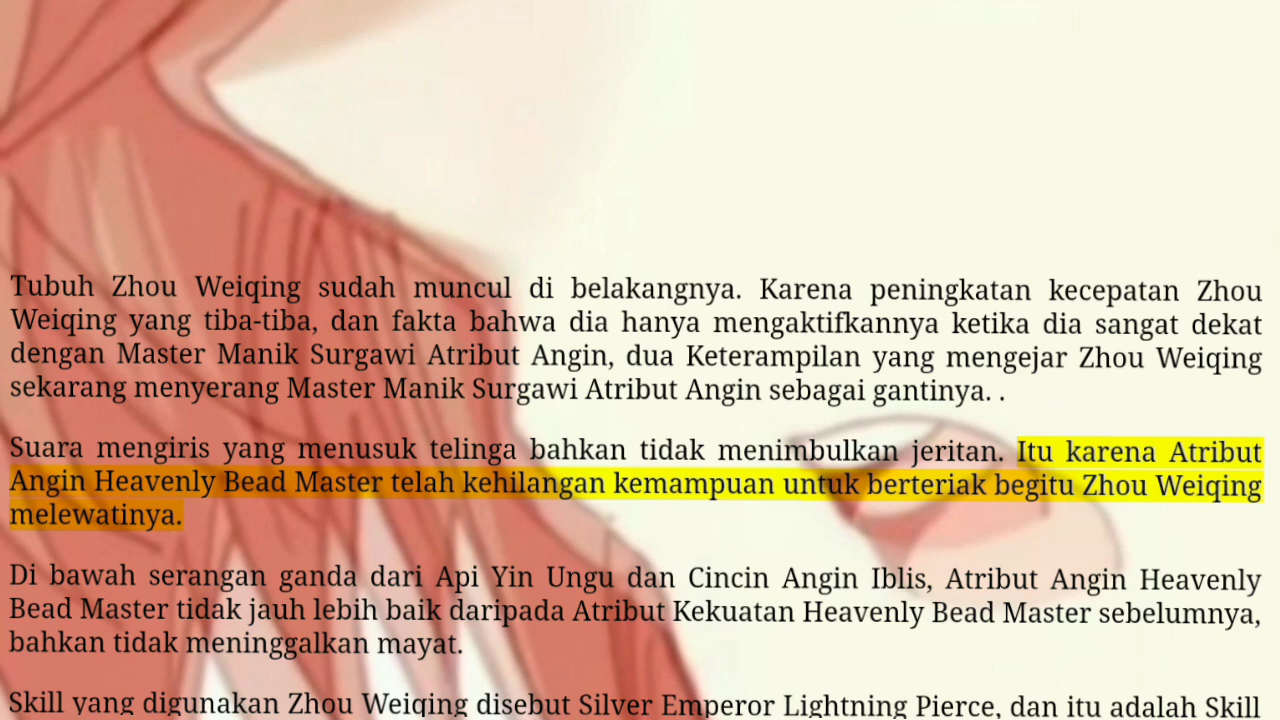 Tubuh Zhou Weiqing sudah muncul di belakangnya. Karena peningkatan kecepatan Zhou
Weiqing yang tiba-tiba, dan fakta bahwa dia hanya mengaktifkannya ketika dia sangat dekat
dengan Master Manik Surgawi Atribut Angin, dua Keterampilan yang mengejar Zhou Weiqing
sekarang menyerang Master Manik Surgawi Atribut Angin sebagai gantinya. .
Suara mengiris yang menusuk telinga bahkan tidak menimbulkan jeritan. Itu karena Atribut
Angin Heavenly Bead Master telah kehilangan kemampuan untuk berteriak begitu Zhou Weiqing
melewatinya.
Di bawah serangan ganda dari Api Yin Ungu dan Cincin Angin Iblis, Atribut Angin Heavenly
Bead Master tidak jauh lebih baik daripada Atribut Kekuatan Heavenly Bead Master sebelumnya,
bahkan tidak meninggalkan mayat.
Skill yang digunakan Zhou Weiqing disebut Silver Emperor Lightning Pierce, dan itu adalah Skill